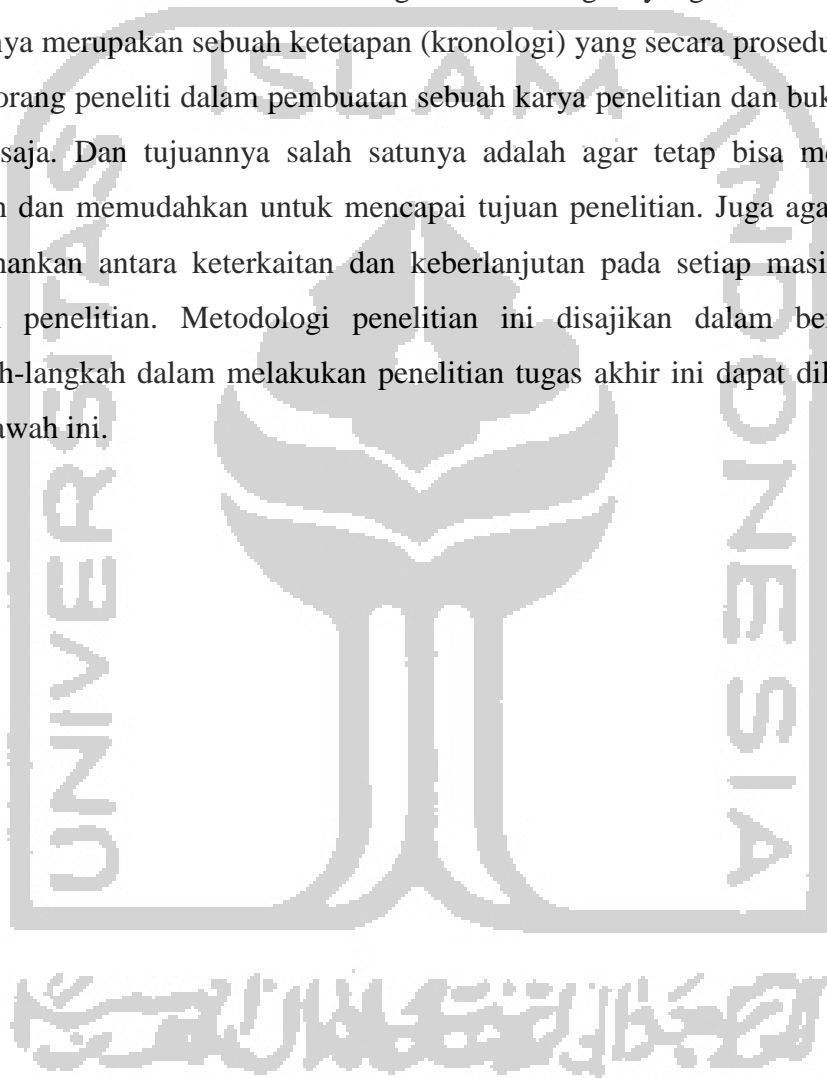 nya merupakan sebuah ketetapan (kronologi) yang secara prosedu
orang peneliti dalam pembuatan sebuah karya penelitian dan buk
saja. Dan tujuannya salah satunya adalah agar tetap bisa me
n dan memudahkan untuk mencapai tujuan penelitian. Juga aga
nankan antara keterkaitan dan keberlanjutan pada setiap masi
penelitian. Metodologi penelitian ini disajikan dalam ber
h-langkah dalam melakukan penelitian tugas akhir ini dapat dil
awah ini.
UNIVERSITAS
ISLAM
INDONESIA